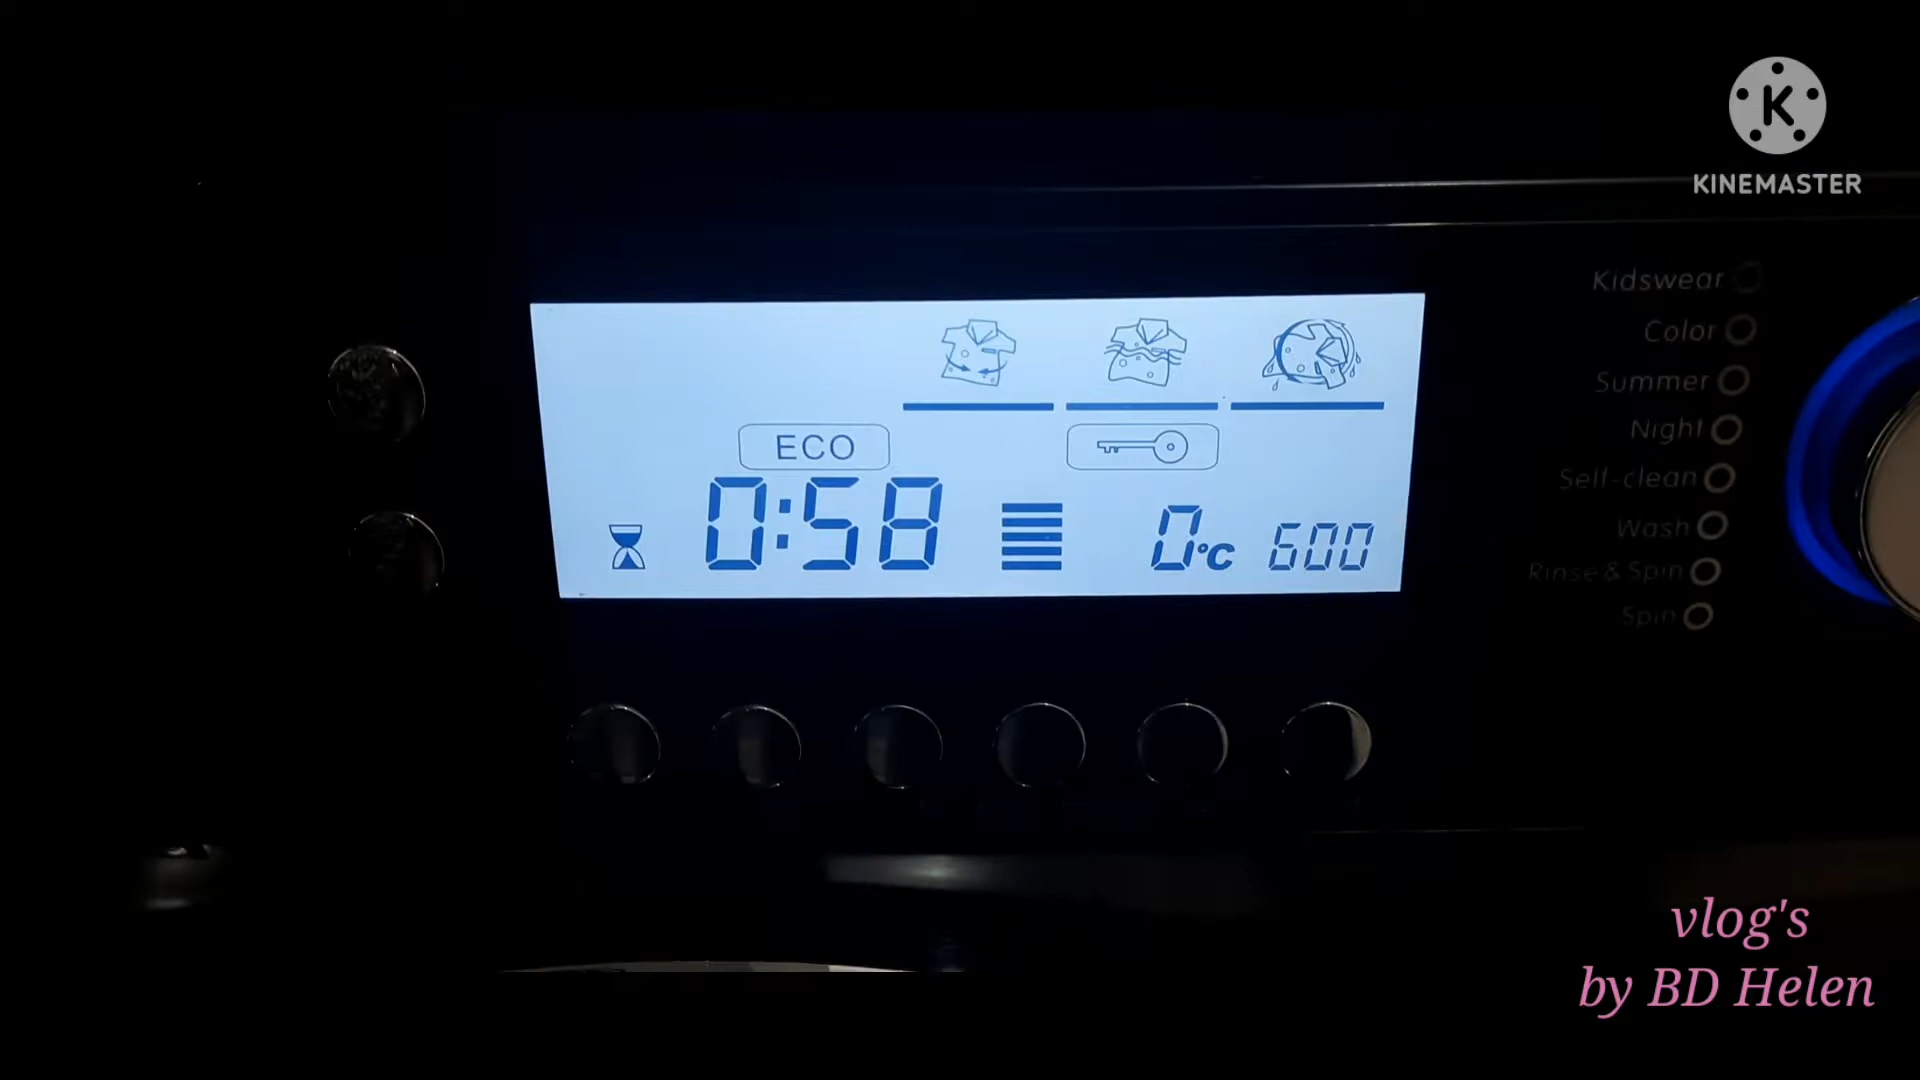 K
KINEMASTER
Kidswear
Color
Summer
Night
Self-clean
Wash
Rinse & Spin
Spin
ECO
0:58
0°C 600
vlog's
by BD Helen